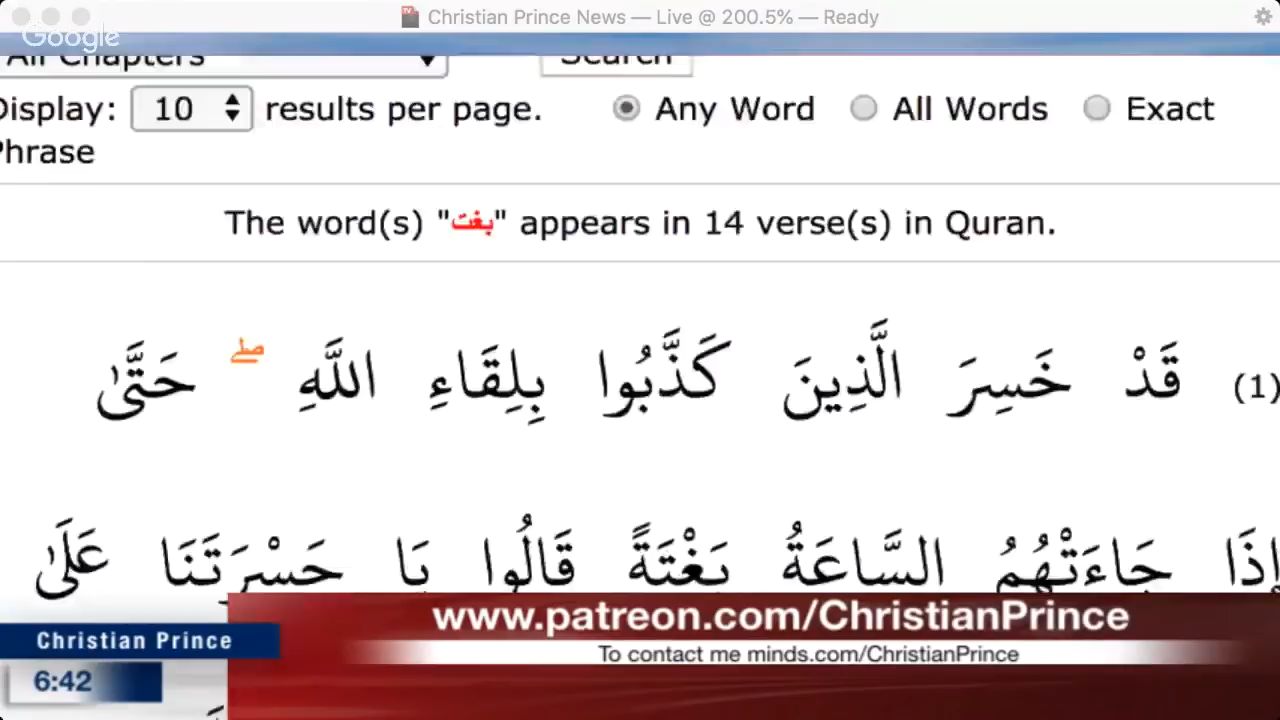 Christian Prince News — Live @ 200.5% — Ready
Google
All Chapters Search
Display: 10 results per page. Any Word All Words Exact
Phrase
The word(s) "بغت" appears in 14 verse(s) in Quran.
(1) قَدْ خَسِرَ الَّذِينَ كَذَّبُوا بِلِقَاءِ اللَّهِ ۖ حَتَّىٰ
إِذَا جَاءَتْهُمُ السَّاعَةُ بَغْتَةً قَالُوا يَا حَسْرَتَنَا عَلَىٰ
www.patreon.com/ChristianPrince
Christian Prince
To contact me minds.com/ChristianPrince
6:42